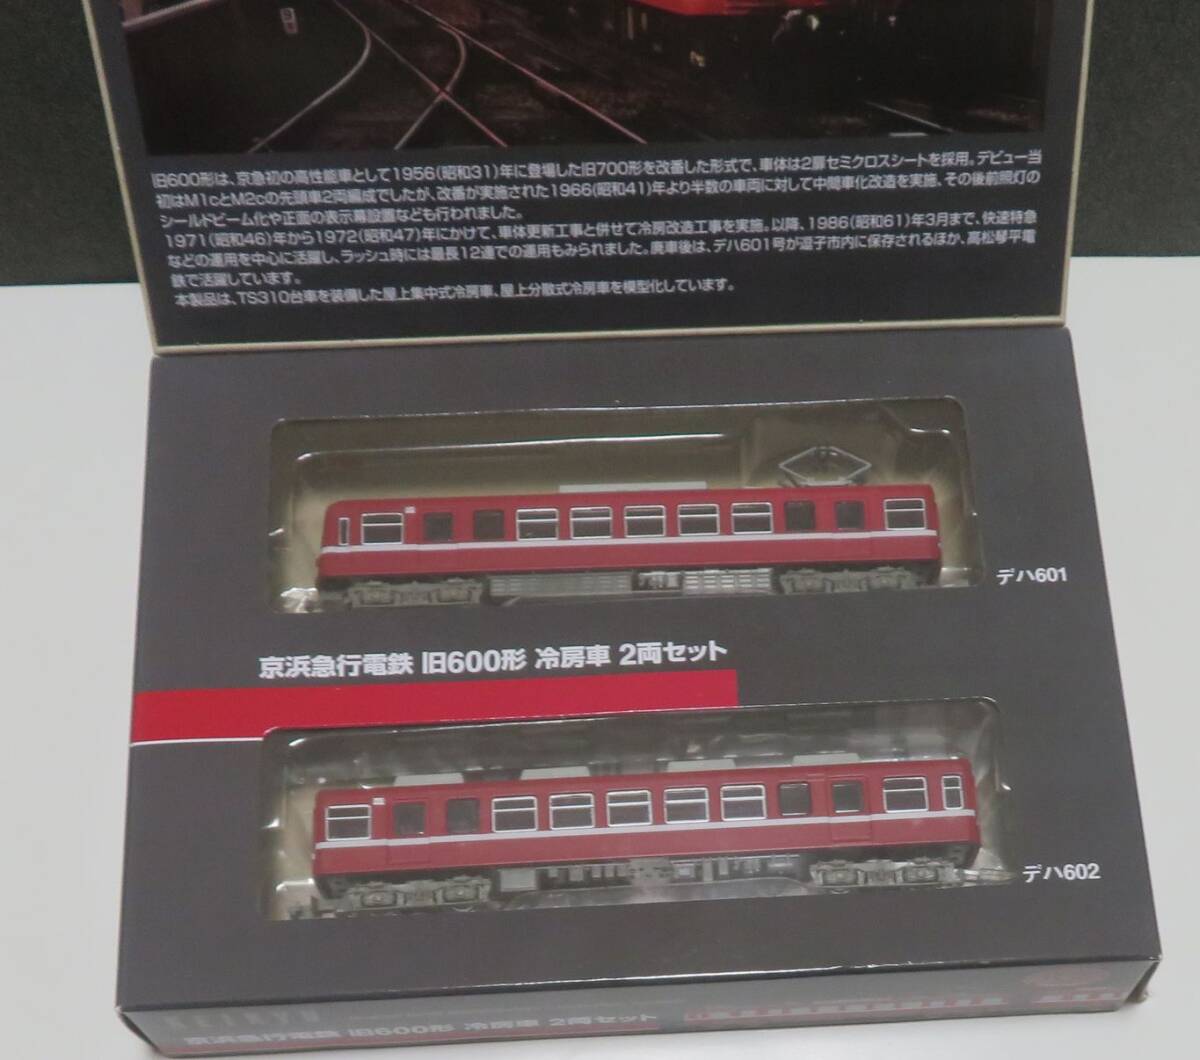 旧600形は、京急初の高性能車として1956(昭和31)年に登場した旧700形を改番した形式で、車体は2扉セミクロスシートを採用。デビュー当
初はM1cとM2cの先頭車2両編成でしたが、改番が実施された1966(昭和41)年より半数の車両に対して中間車化改造を実施、その後前照灯の
シールドビーム化や正面の表示幕設置なども行われました。
1971(昭和46)年から1972(昭和47)年にかけて、車体更新工事と併せて冷房改造工事を実施。以降、1986(昭和61)年3月まで、快速特急
などの運用を中心に活躍し、ラッシュ時には最長12連での運用もみられました。廃車後は、デハ601号が逗子市内に保存されるほか、高松琴平電
鉄で活躍しています。
本製品は、TS310台車を装備した屋上集中式冷房車、屋上分散式冷房車を模型化しています。
デハ601
京浜急行電鉄 旧600形 冷房車 2両セット
デハ602
KEIKYU
京浜急行電鉄 旧600形 冷房車 2両セット